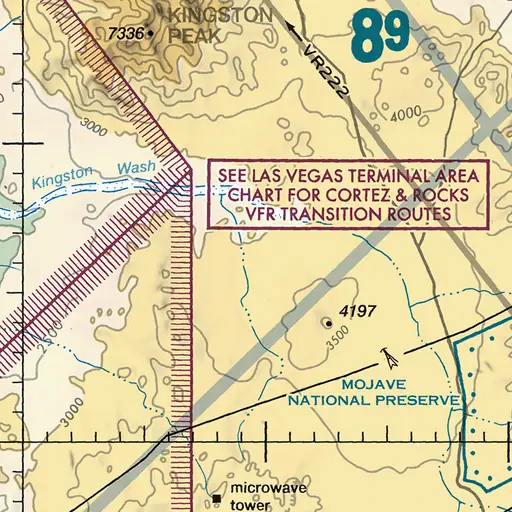 KINGSTON
PEAK
7336
89
VR222
4000
3000
Kingston Wash
SEE LAS VEGAS TERMINAL AREA
CHART FOR CORTEZ & ROCKS
VFR TRANSITION ROUTES
4197
3500
MOJAVE
NATIONAL PRESERVE
3000
microwave
tower